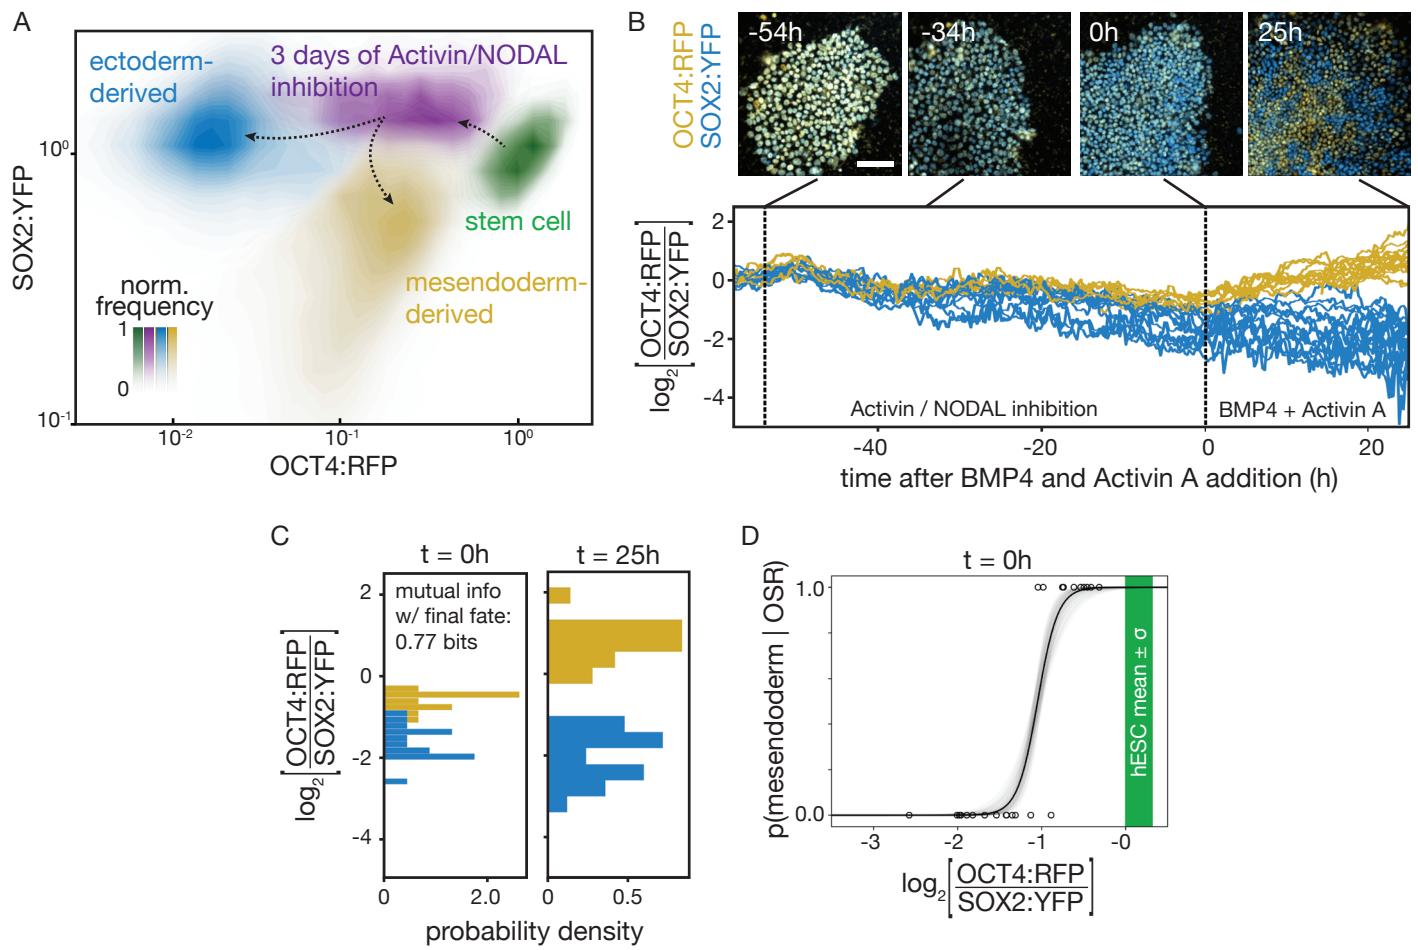 A
ectoderm-
derived
3 days of Activin/NODAL
inhibition
stem cell
mesendoderm-
derived
norm.
frequency
1
0
SOX2:YFP
10⁰
10⁻¹
10⁻²
10⁻¹
10⁰
OCT4:RFP
B
OCT4:RFP
SOX2:YFP
-54h
-34h
0h
25h
log₂[OCT4:RFP
SOX2:YFP]
2
0
-2
-4
Activin / NODAL inhibition
BMP4 + Activin A
-40
-20
0
20
time after BMP4 and Activin A addition (h)
C
t = 0h
t = 25h
mutual info
w/ final fate:
0.77 bits
log₂[OCT4:RFP
SOX2:YFP]
2
0
-2
-4
0
2.0
0
0.5
probability density
D
t = 0h
p(mesendoderm | OSR)
1.0
0.0
hESC mean ± σ
-3
-2
-1
-0
log₂[OCT4:RFP
SOX2:YFP]